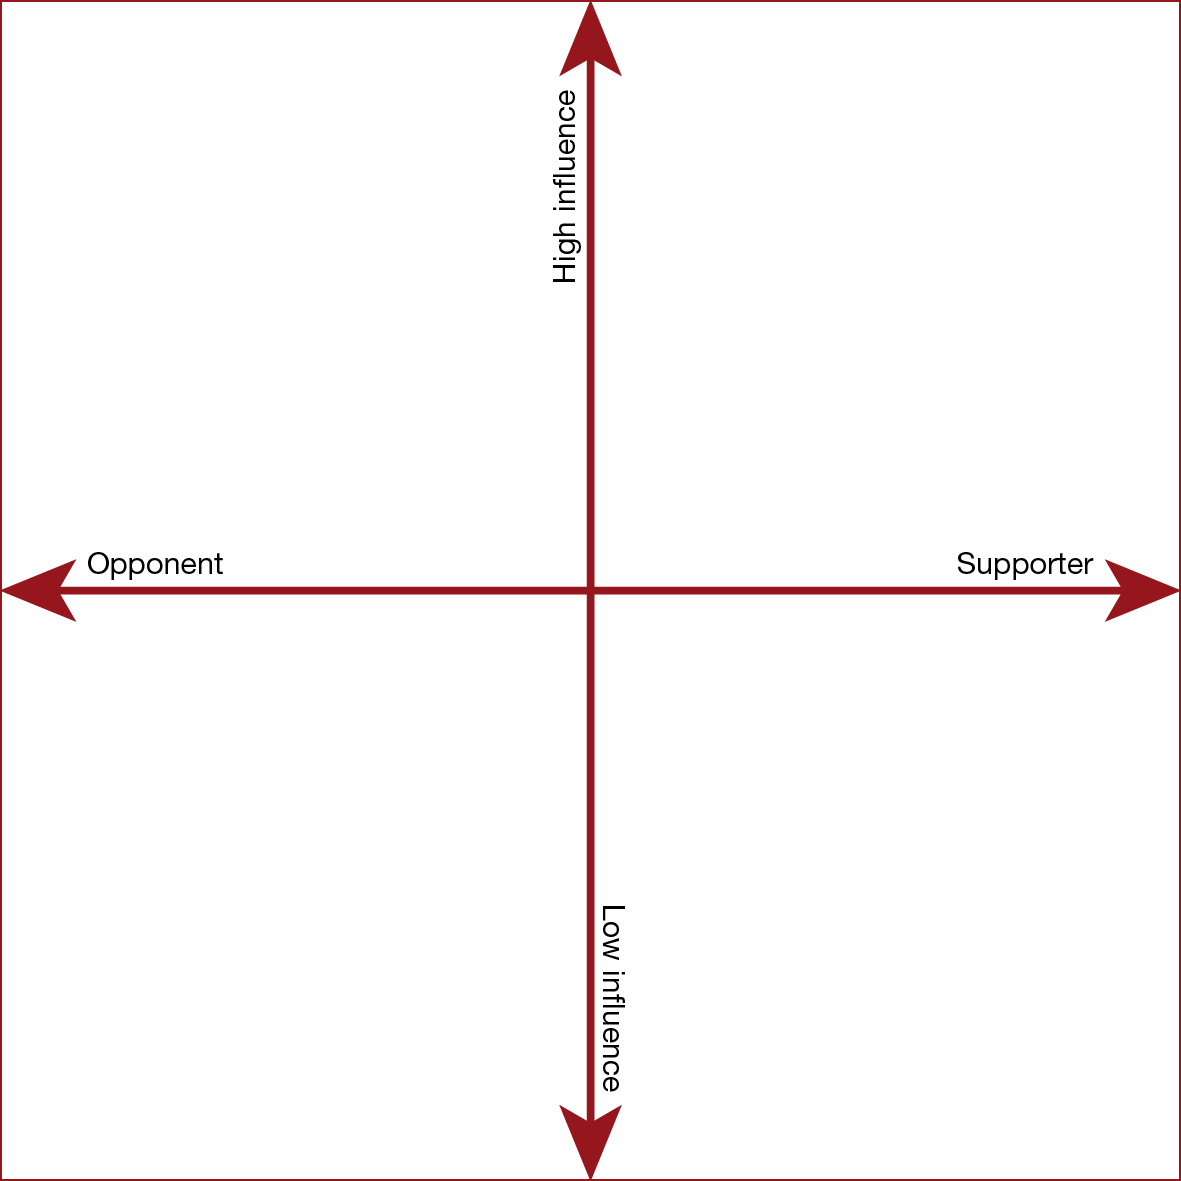 High influence
Opponent
Supporter
Low influence